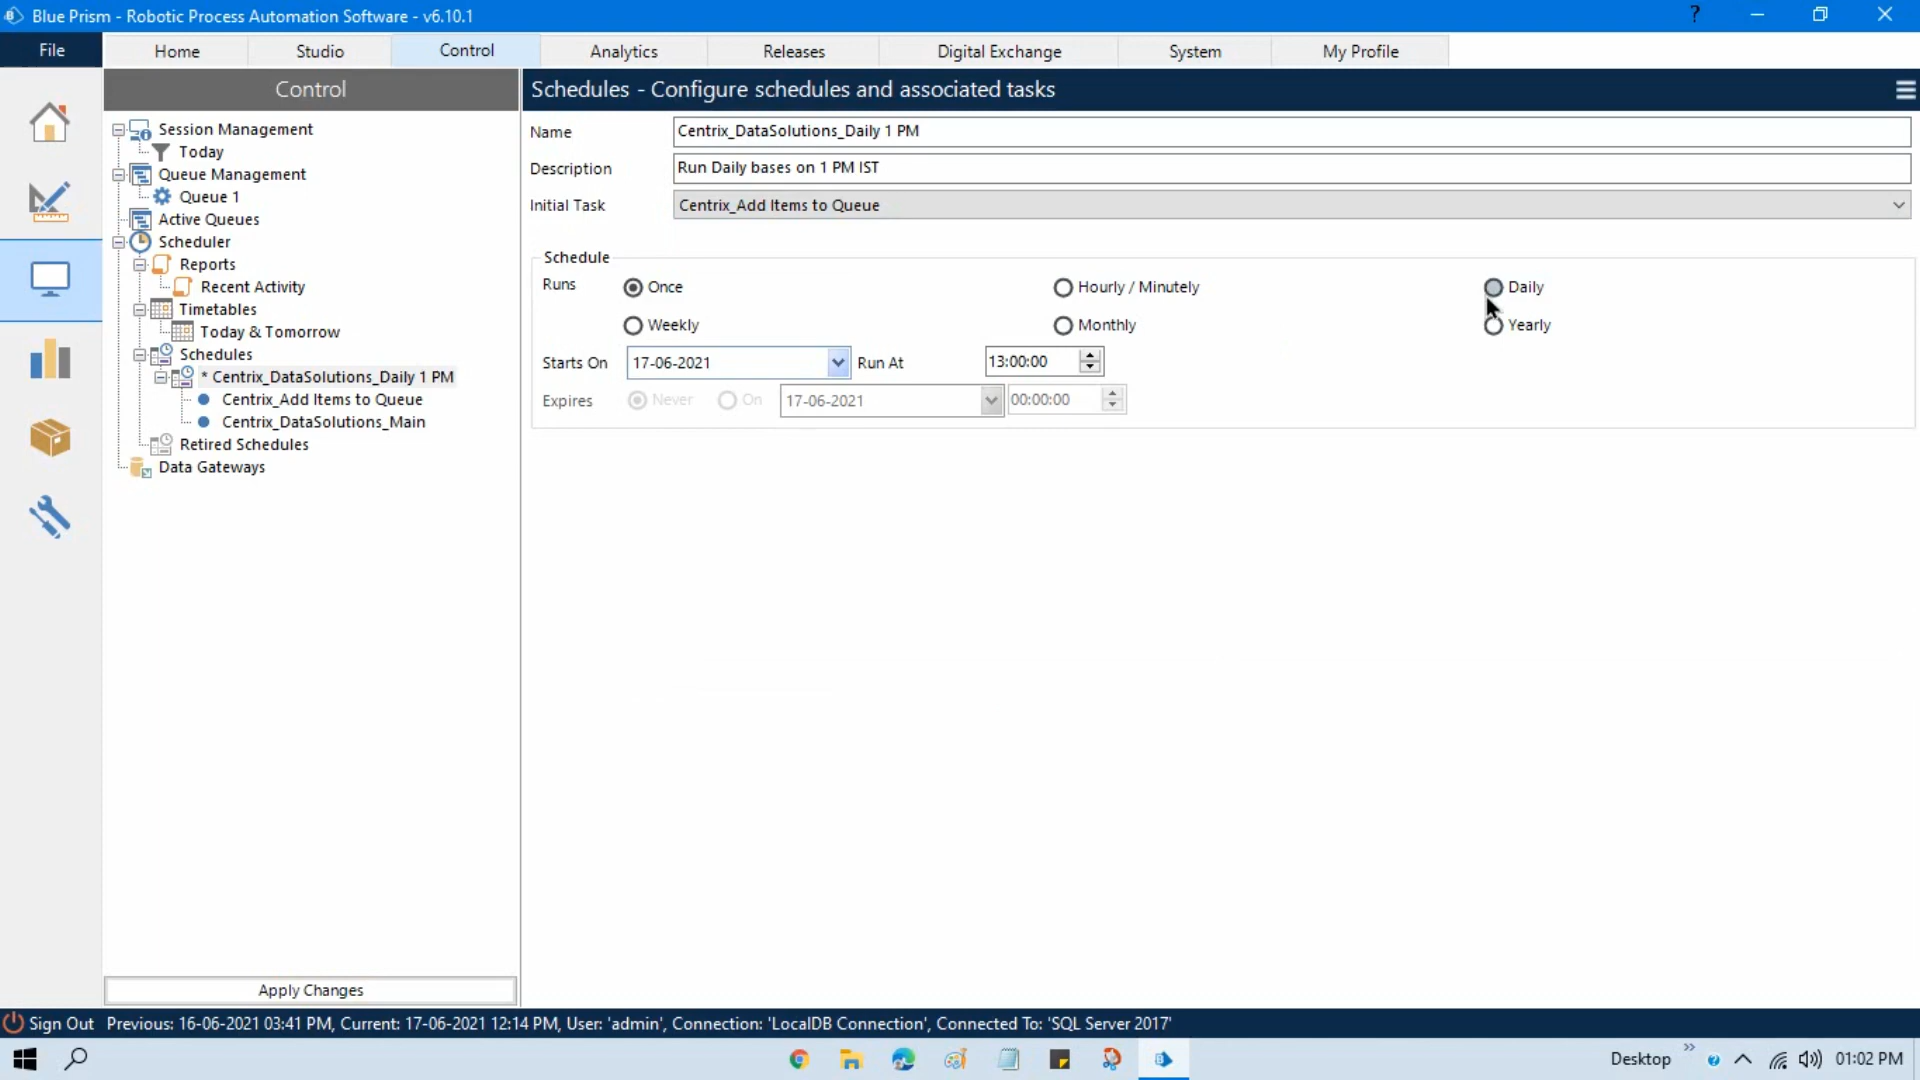 Blue Prism - Robotic Process Automation Software - v6.10.1
?
File Home Studio Control Analytics Releases Digital Exchange System My Profile
Control
Session Management
Today
Queue Management
Queue 1
Active Queues
Scheduler
Reports
Recent Activity
Timetables
Today & Tomorrow
Schedules
* Centrix_DataSolutions_Daily 1 PM
Centrix_Add Items to Queue
Centrix_DataSolutions_Main
Retired Schedules
Data Gateways
Apply Changes
Schedules - Configure schedules and associated tasks
Name Centrix_DataSolutions_Daily 1 PM
Description Run Daily bases on 1 PM IST
Initial Task Centrix_Add Items to Queue
Schedule
Runs Once Hourly / Minutely Daily
Weekly Monthly Yearly
Starts On 17-06-2021 Run At 13:00:00
Expires Never On 17-06-2021 00:00:00
Sign Out Previous: 16-06-2021 03:41 PM, Current: 17-06-2021 12:14 PM, User: 'admin', Connection: 'LocalDB Connection', Connected To: 'SQL Server 2017'
Desktop 01:02 PM